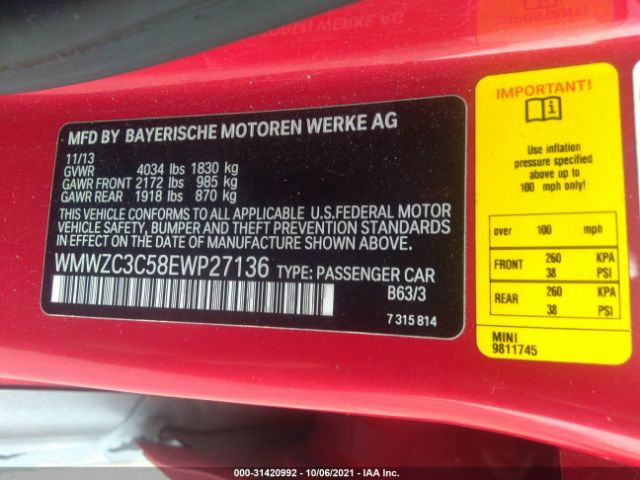 MOTOREN WERKE AG
MFD BY BAYERISCHE MOTOREN WERKE AG
11/13
GVWR 4034 lbs 1830 kg
GAWR FRONT 2172 lbs 985 kg
GAWR REAR 1918 lbs 870 kg
THIS VEHICLE CONFORMS TO ALL APPLICABLE U.S.FEDERAL MOTOR
VEHICLE SAFETY, BUMPER AND THEFT PREVENTION STANDARDS
IN EFFECT ON THE DATE OF MANUFACTURE SHOWN ABOVE.
WMWZC3C58EWP27136 TYPE: PASSENGER CAR
B63/3
7 315 814
IMPORTANT!
Use inflation
pressure specified
above up to
100 mph only!
over 100 mph
FRONT 260 KPA
38 PSI
REAR 260 KPA
38 PSI
MINI
9811745
000-31420992 - 10/06/2021 - IAA Inc.